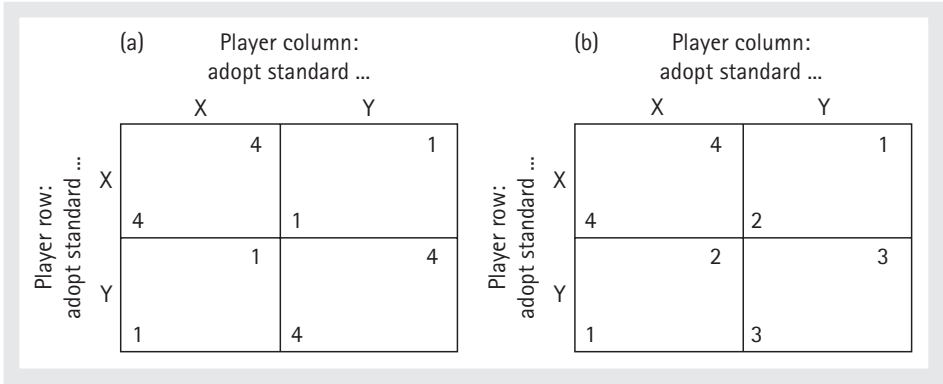 (a)
Player column:
adopt standard ...
X
Y
Player row:
adopt standard ...
X
4
1
4
1
Y
1
4
1
4
(b)
Player column:
adopt standard ...
X
Y
Player row:
adopt standard ...
X
4
1
4
2
Y
2
3
1
3